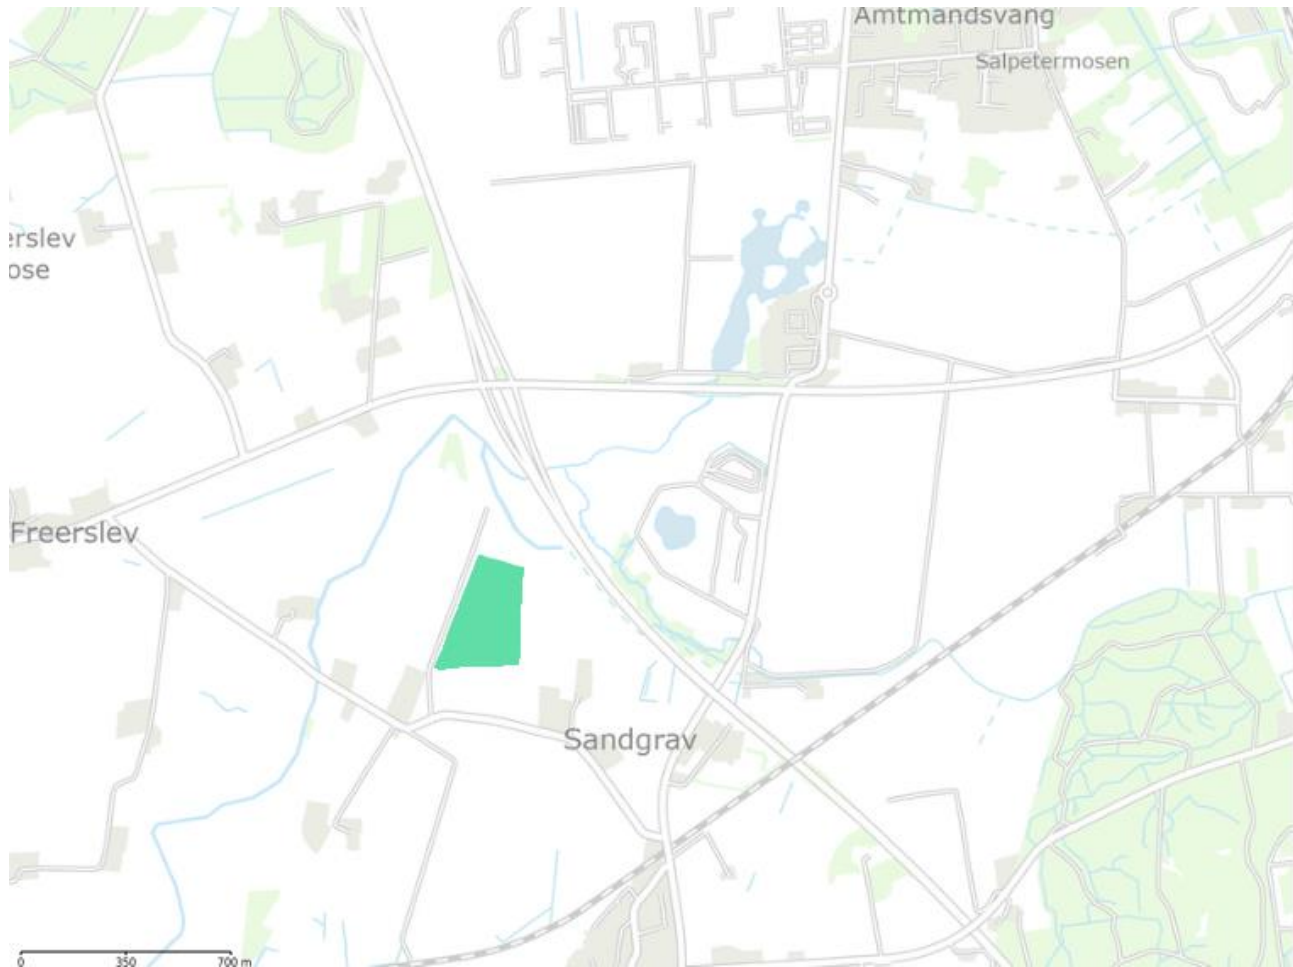 Amtmandsvang
Salpetermosen
erslev
ose
Freerslev
Sandgrav
0 350 700 m